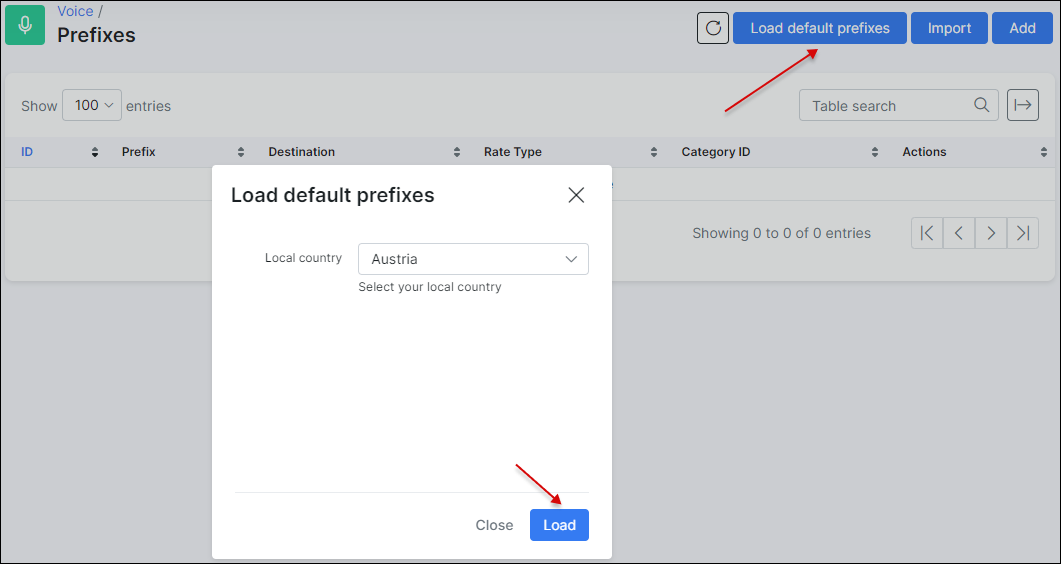 Voice /
Prefixes
Load default prefixes
Import
Add
Show 100 entries
Table search
ID Prefix Destination Rate Type Category ID Actions
Load default prefixes
Showing 0 to 0 of 0 entries
Local country Austria
Select your local country
Close Load